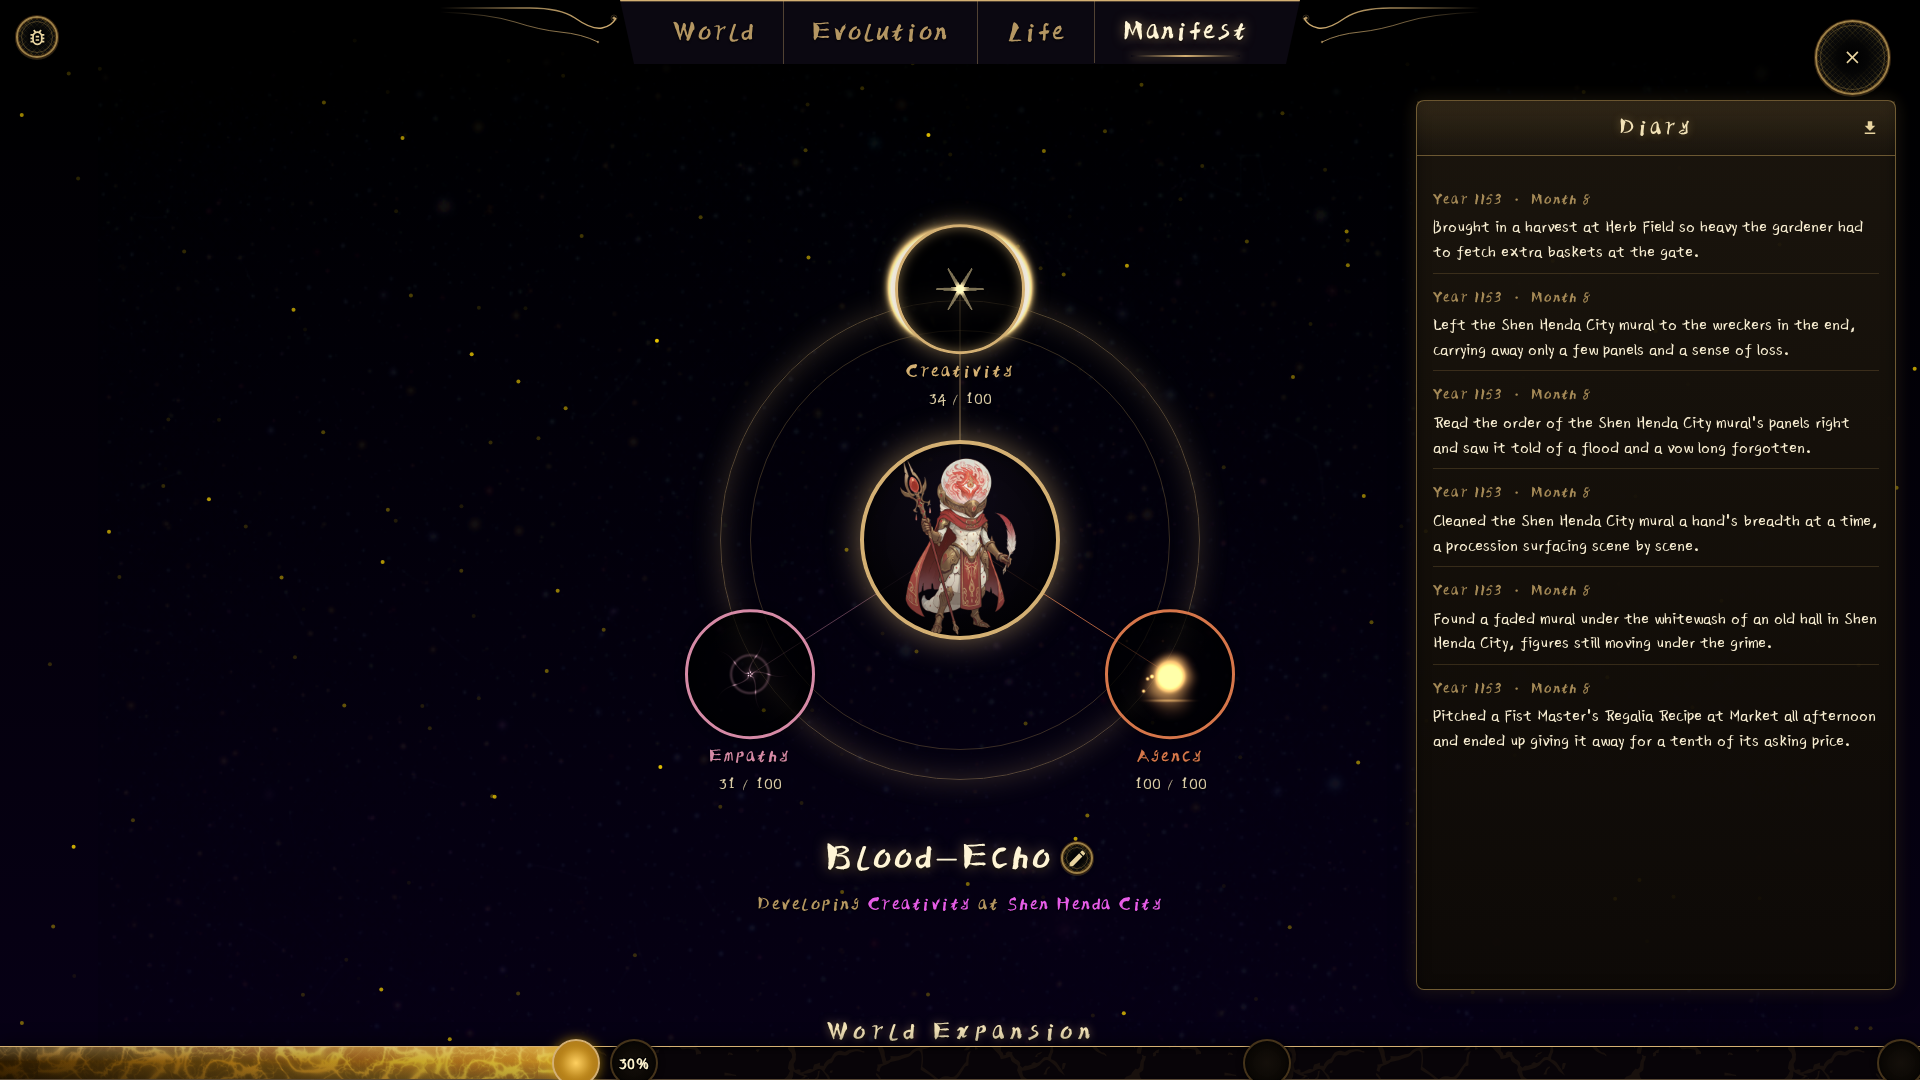 World
Evolution
Life
Manifest
Diary
Year 1153 · Month 8
Brought in a harvest at Herb Field so heavy the gardener had
to fetch extra baskets at the gate.
Year 1153 · Month 8
Left the Shen Henda City mural to the wreckers in the end,
carrying away only a few panels and a sense of loss.
Year 1153 · Month 8
Read the order of the Shen Henda City mural's panels right
and saw it told of a flood and a vow long forgotten.
Year 1153 · Month 8
Cleaned the Shen Henda City mural a hand's breadth at a time,
a procession surfacing scene by scene.
Year 1153 · Month 8
Found a faded mural under the whitewash of an old hall in Shen
Henda City, figures still moving under the grime.
Year 1153 · Month 8
Pitched a Fist Master's Regalia Recipe at Market all afternoon
and ended up giving it away for a tenth of its asking price.
Creativity
34 / 100
Empathy
31 / 100
Agency
100 / 100
Blood-Echo
Developing Creativity at Shen Henda City
World Expansion
30%